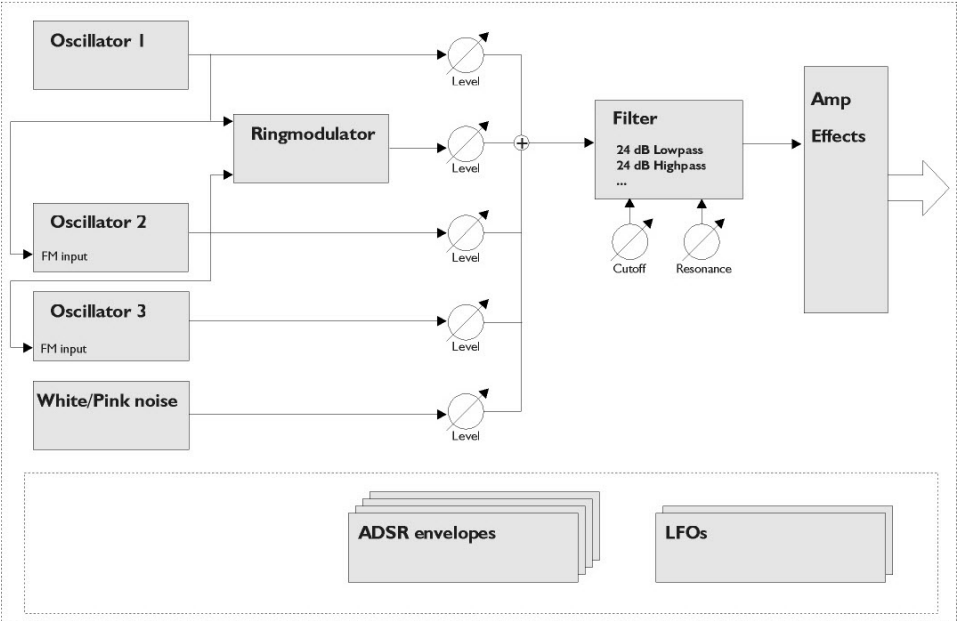 Oscillator 1
Level
Ringmodulator
Level
Oscillator 2
FM input
Level
Oscillator 3
FM input
Level
White/Pink noise
Level
+
Filter
24 dB Lowpass
24 dB Highpass
...
Cutoff
Resonance
Amp
Effects
ADSR envelopes
LFOs